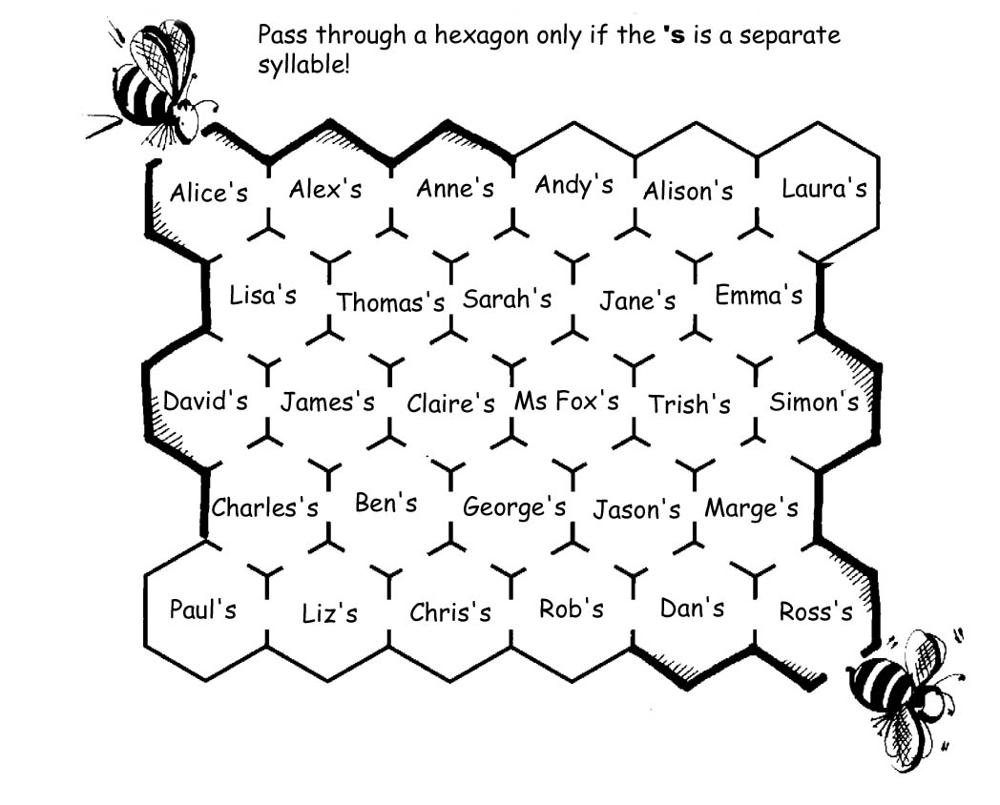 Pass through a hexagon only if the 's is a separate
syllable!
Alice's Alex's Anne's Andy's Alison's Laura's
Lisa's Thomas's Sarah's Jane's Emma's
David's James's Claire's Ms Fox's Trish's Simon's
Charles's Ben's George's Jason's Marge's
Paul's Liz's Chris's Rob's Dan's Ross's